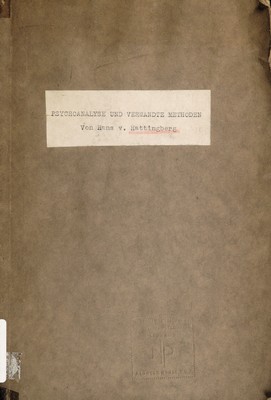 PSYCHOANALYSE UND VERWANDTE METHODEN
Von Hans v. Hattingberg